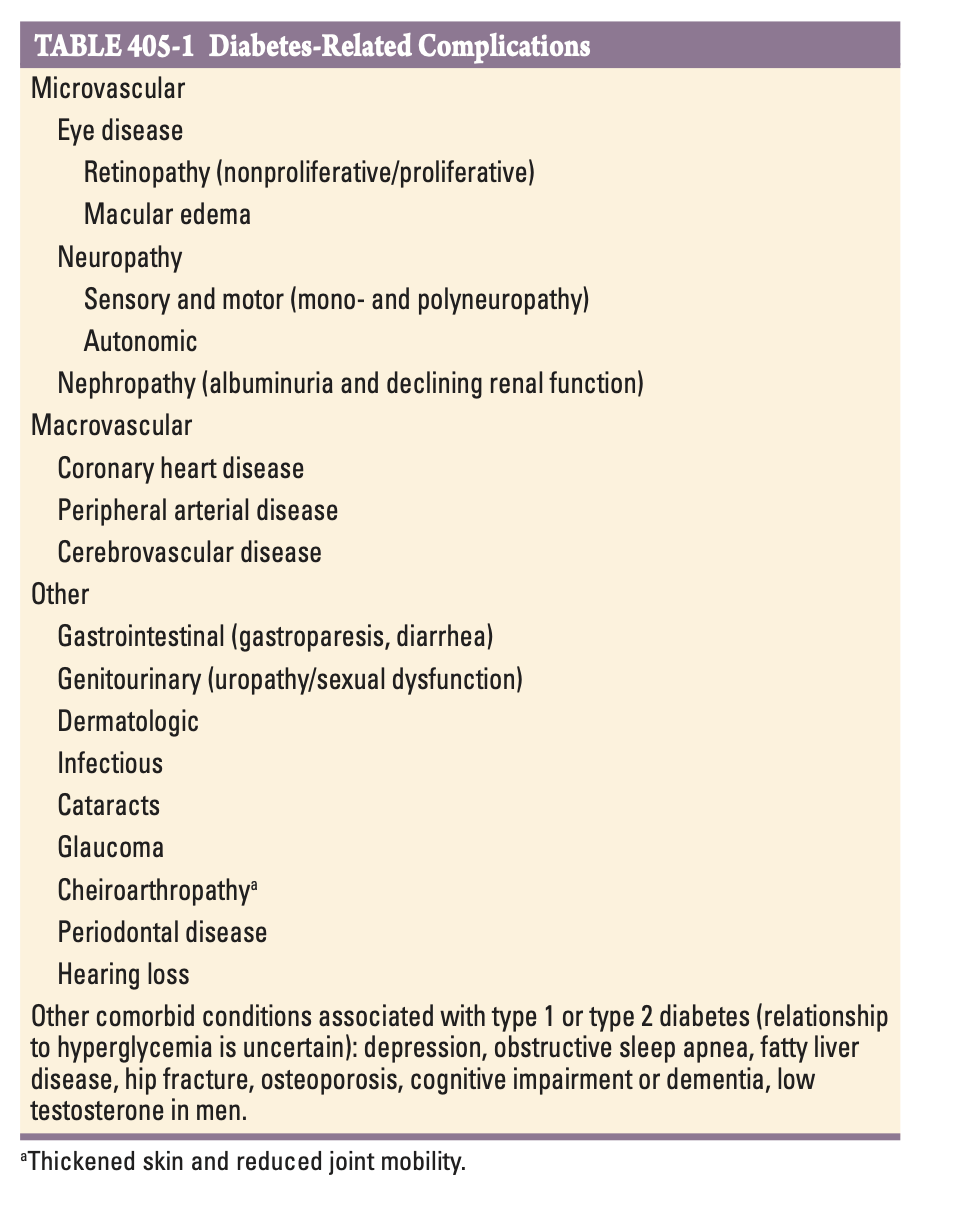 TABLE 405-1 Diabetes-Related Complications
Microvascular
Eye disease
Retinopathy (nonproliferative/proliferative)
Macular edema
Neuropathy
Sensory and motor (mono- and polyneuropathy)
Autonomic
Nephropathy (albuminuria and declining renal function)
Macrovascular
Coronary heart disease
Peripheral arterial disease
Cerebrovascular disease
Other
Gastrointestinal (gastroparesis, diarrhea)
Genitourinary (uropathy/sexual dysfunction)
Dermatologic
Infectious
Cataracts
Glaucoma
Cheiroarthropathyᵃ
Periodontal disease
Hearing loss
Other comorbid conditions associated with type 1 or type 2 diabetes (relationship
to hyperglycemia is uncertain): depression, obstructive sleep apnea, fatty liver
disease, hip fracture, osteoporosis, cognitive impairment or dementia, low
testosterone in men.
ᵃThickened skin and reduced joint mobility.